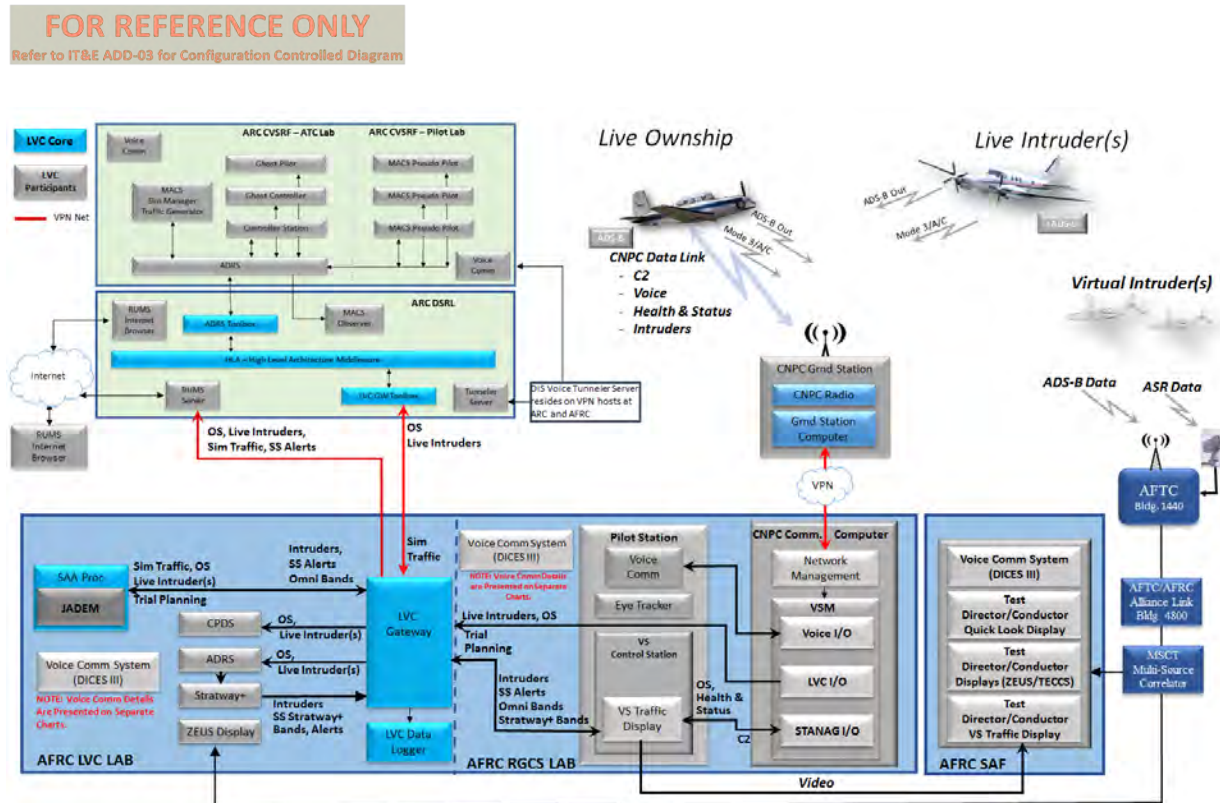 FOR REFERENCE ONLY
Refer to IT&E ADD-03 for Configuration Controlled Diagram
LVC Core
LVC
Participants
VPN Net
ARC CVSRF – ATC Lab
ARC CVSRF – Pilot Lab
Voice
Comm
Ghost Pilot
MACS Pseudo Pilot
MACS
Sim Manager
Traffic Generator
Ghost Controller
MACS Pseudo Pilot
Controller Station
MACS Pseudo Pilot
ADRS
Voice
Comm
ARC DSRL
RUMS
Internet
Browser
ADRS Toolbox
MACS
Observer
HLA – High Level Architecture Middleware
Internet
RUMS
Server
Tunneler
Server
DIS Voice Tunneler Server
resides on VPN hosts at
ARC and AFRC
RUMS
Internet
Browser
OS, Live Intruders,
Sim Traffic, SS Alerts
OS
Live Intruders
Live Ownship
Live Intruder(s)
ADS-B Out
Mode 3/A/C
ADS-B
ADS-B Out
Mode 3/A/C
CNPC Data Link
- C2
- Voice
- Health & Status
- Intruders
Virtual Intruder(s)
CNPC Grnd Station
CNPC Radio
Grnd Station
Computer
VPN
ADS-B Data
ASR Data
AFTC
Bldg. 1440
AFTC/AFRC
Alliance Link
Bldg. 4800
MSCT
Multi-Source
Correlator
SAA Proc
JADEM
Sim Traffic, OS
Live Intruder(s)
Trial Planning
Intruders,
SS Alerts
Omni Bands
Sim
Traffic
LVC
Gateway
CPDS
OS,
Live Intruder(s)
ADRS
OS,
Live Intruder(s)
Stratway+
Intruders
SS Stratway+
Bands, Alerts
Voice Comm System
(DICES III)
NOTE: Voice Comm Details
Are Presented on Separate
Charts.
ZEUS Display
LVC Data
Logger
AFRC LVC LAB
Voice Comm System
(DICES III)
NOTE: Voice Comm Details
are Presented on Separate
Charts.
Live Intruders, OS
Trial
Planning
Intruders
SS Alerts
Omni Bands
Stratway+ Bands
AFRC RGCS LAB
Pilot Station
Voice
Comm
Eye Tracker
VS
Control Station
VS Traffic
Display
OS,
Health &
Status
C2
Video
CNPC Comm. Computer
Network
Management
VSM
Voice I/O
LVC I/O
STANAG I/O
Voice Comm System
(DICES III)
Test
Director/Conductor
Quick Look Display
Test
Director/Conductor
Displays (ZEUS/TECCS)
Test
Director/Conductor
VS Traffic Display
AFRC SAF